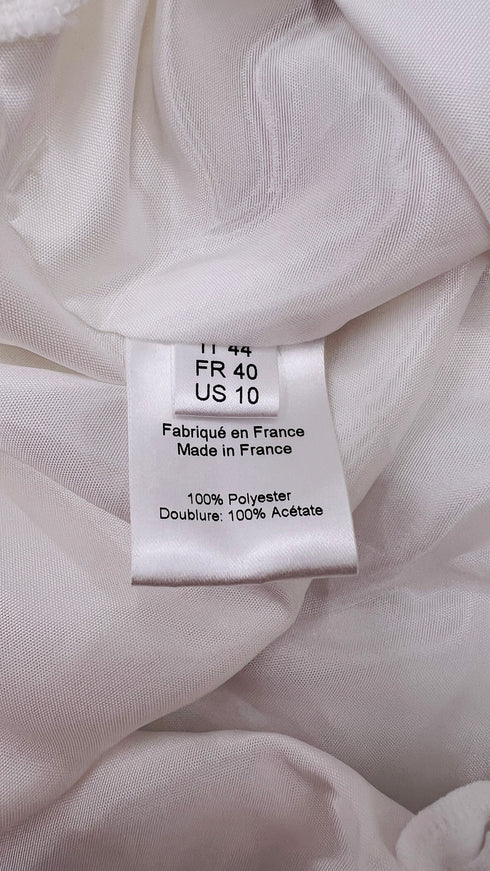 IT 44
FR 40
US 10
Fabriqué en France
Made in France
100% Polyester
Doublure: 100% Acétate